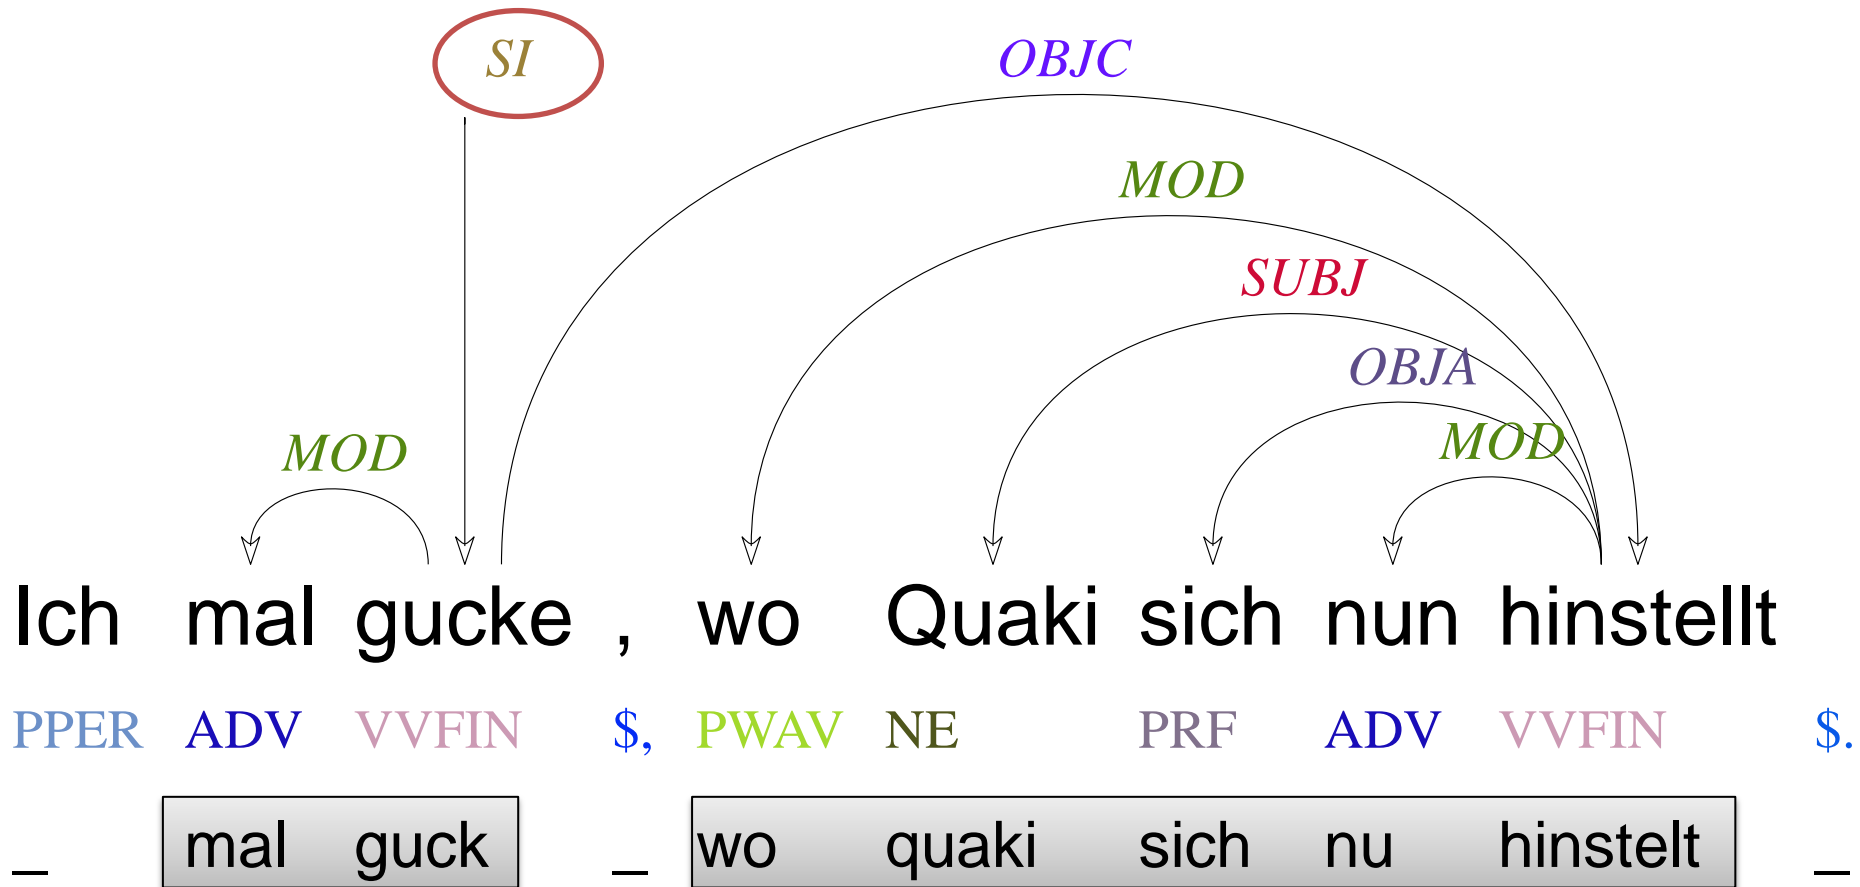 SI OBJC
MOD
SUBJ
OBJA
MOD MOD
Ich mal gucke , wo Quaki sich nun hinstellt
PPER ADV VVFIN $, PWAV NE PRF ADV VVFIN $.
_ mal guck _ wo quaki sich nu hinstelt _